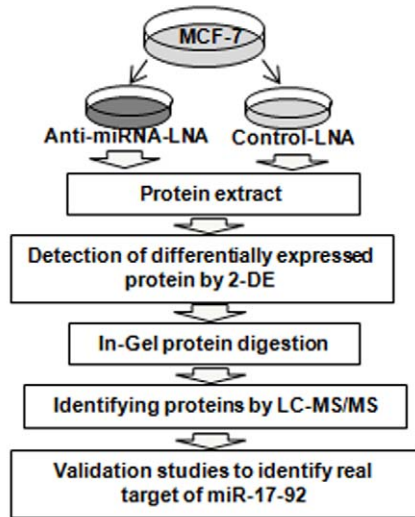 MCF-7
Anti-miRNA-LNA
Control-LNA
Protein extract
Detection of differentially expressed
protein by 2-DE
In-Gel protein digestion
Identifying proteins by LC-MS/MS
Validation studies to identify real
target of miR-17-92